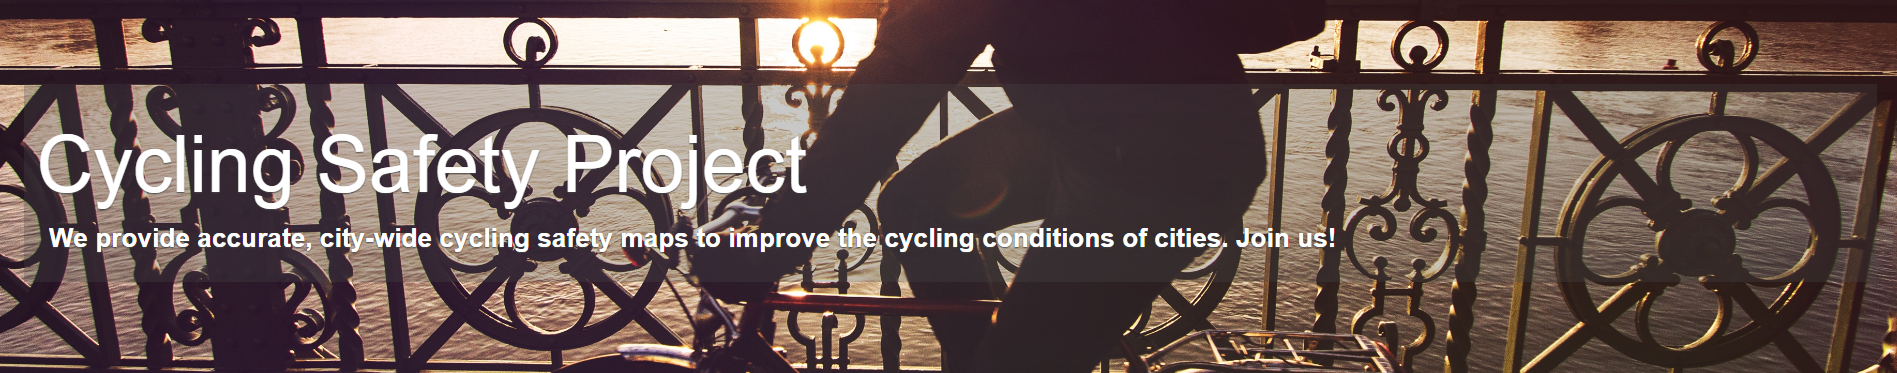 Cycling Safety Project
We provide accurate, city-wide cycling safety maps to improve the cycling conditions of cities. Join us!